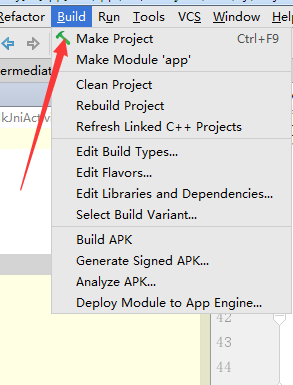 Refactor Build Run Tools VCS Window Help
Make Project Ctrl+F9
Make Module 'app'
Clean Project
Rebuild Project
Refresh Linked C++ Projects
Edit Build Types...
Edit Flavors...
Edit Libraries and Dependencies...
Select Build Variant...
Build APK
Generate Signed APK...
Analyze APK...
Deploy Module to App Engine...
ermediat
kJniActiv
42
43
44